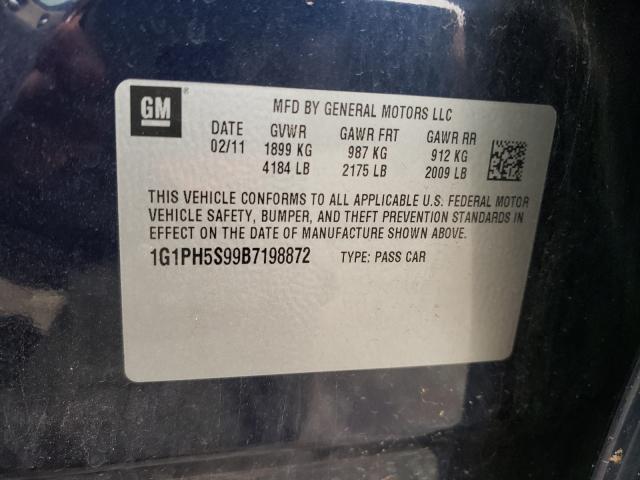 GM
MFD BY GENERAL MOTORS LLC
DATE GVWR GAWR FRT GAWR RR
02/11 1899 KG 987 KG 912 KG
4184 LB 2175 LB 2009 LB
THIS VEHICLE CONFORMS TO ALL APPLICABLE U.S. FEDERAL MOTOR
VEHICLE SAFETY, BUMPER, AND THEFT PREVENTION STANDARDS IN
EFFECT ON THE DATE OF MANUFACTURE SHOWN ABOVE.
1G1PH5S99B7198872 TYPE: PASS CAR